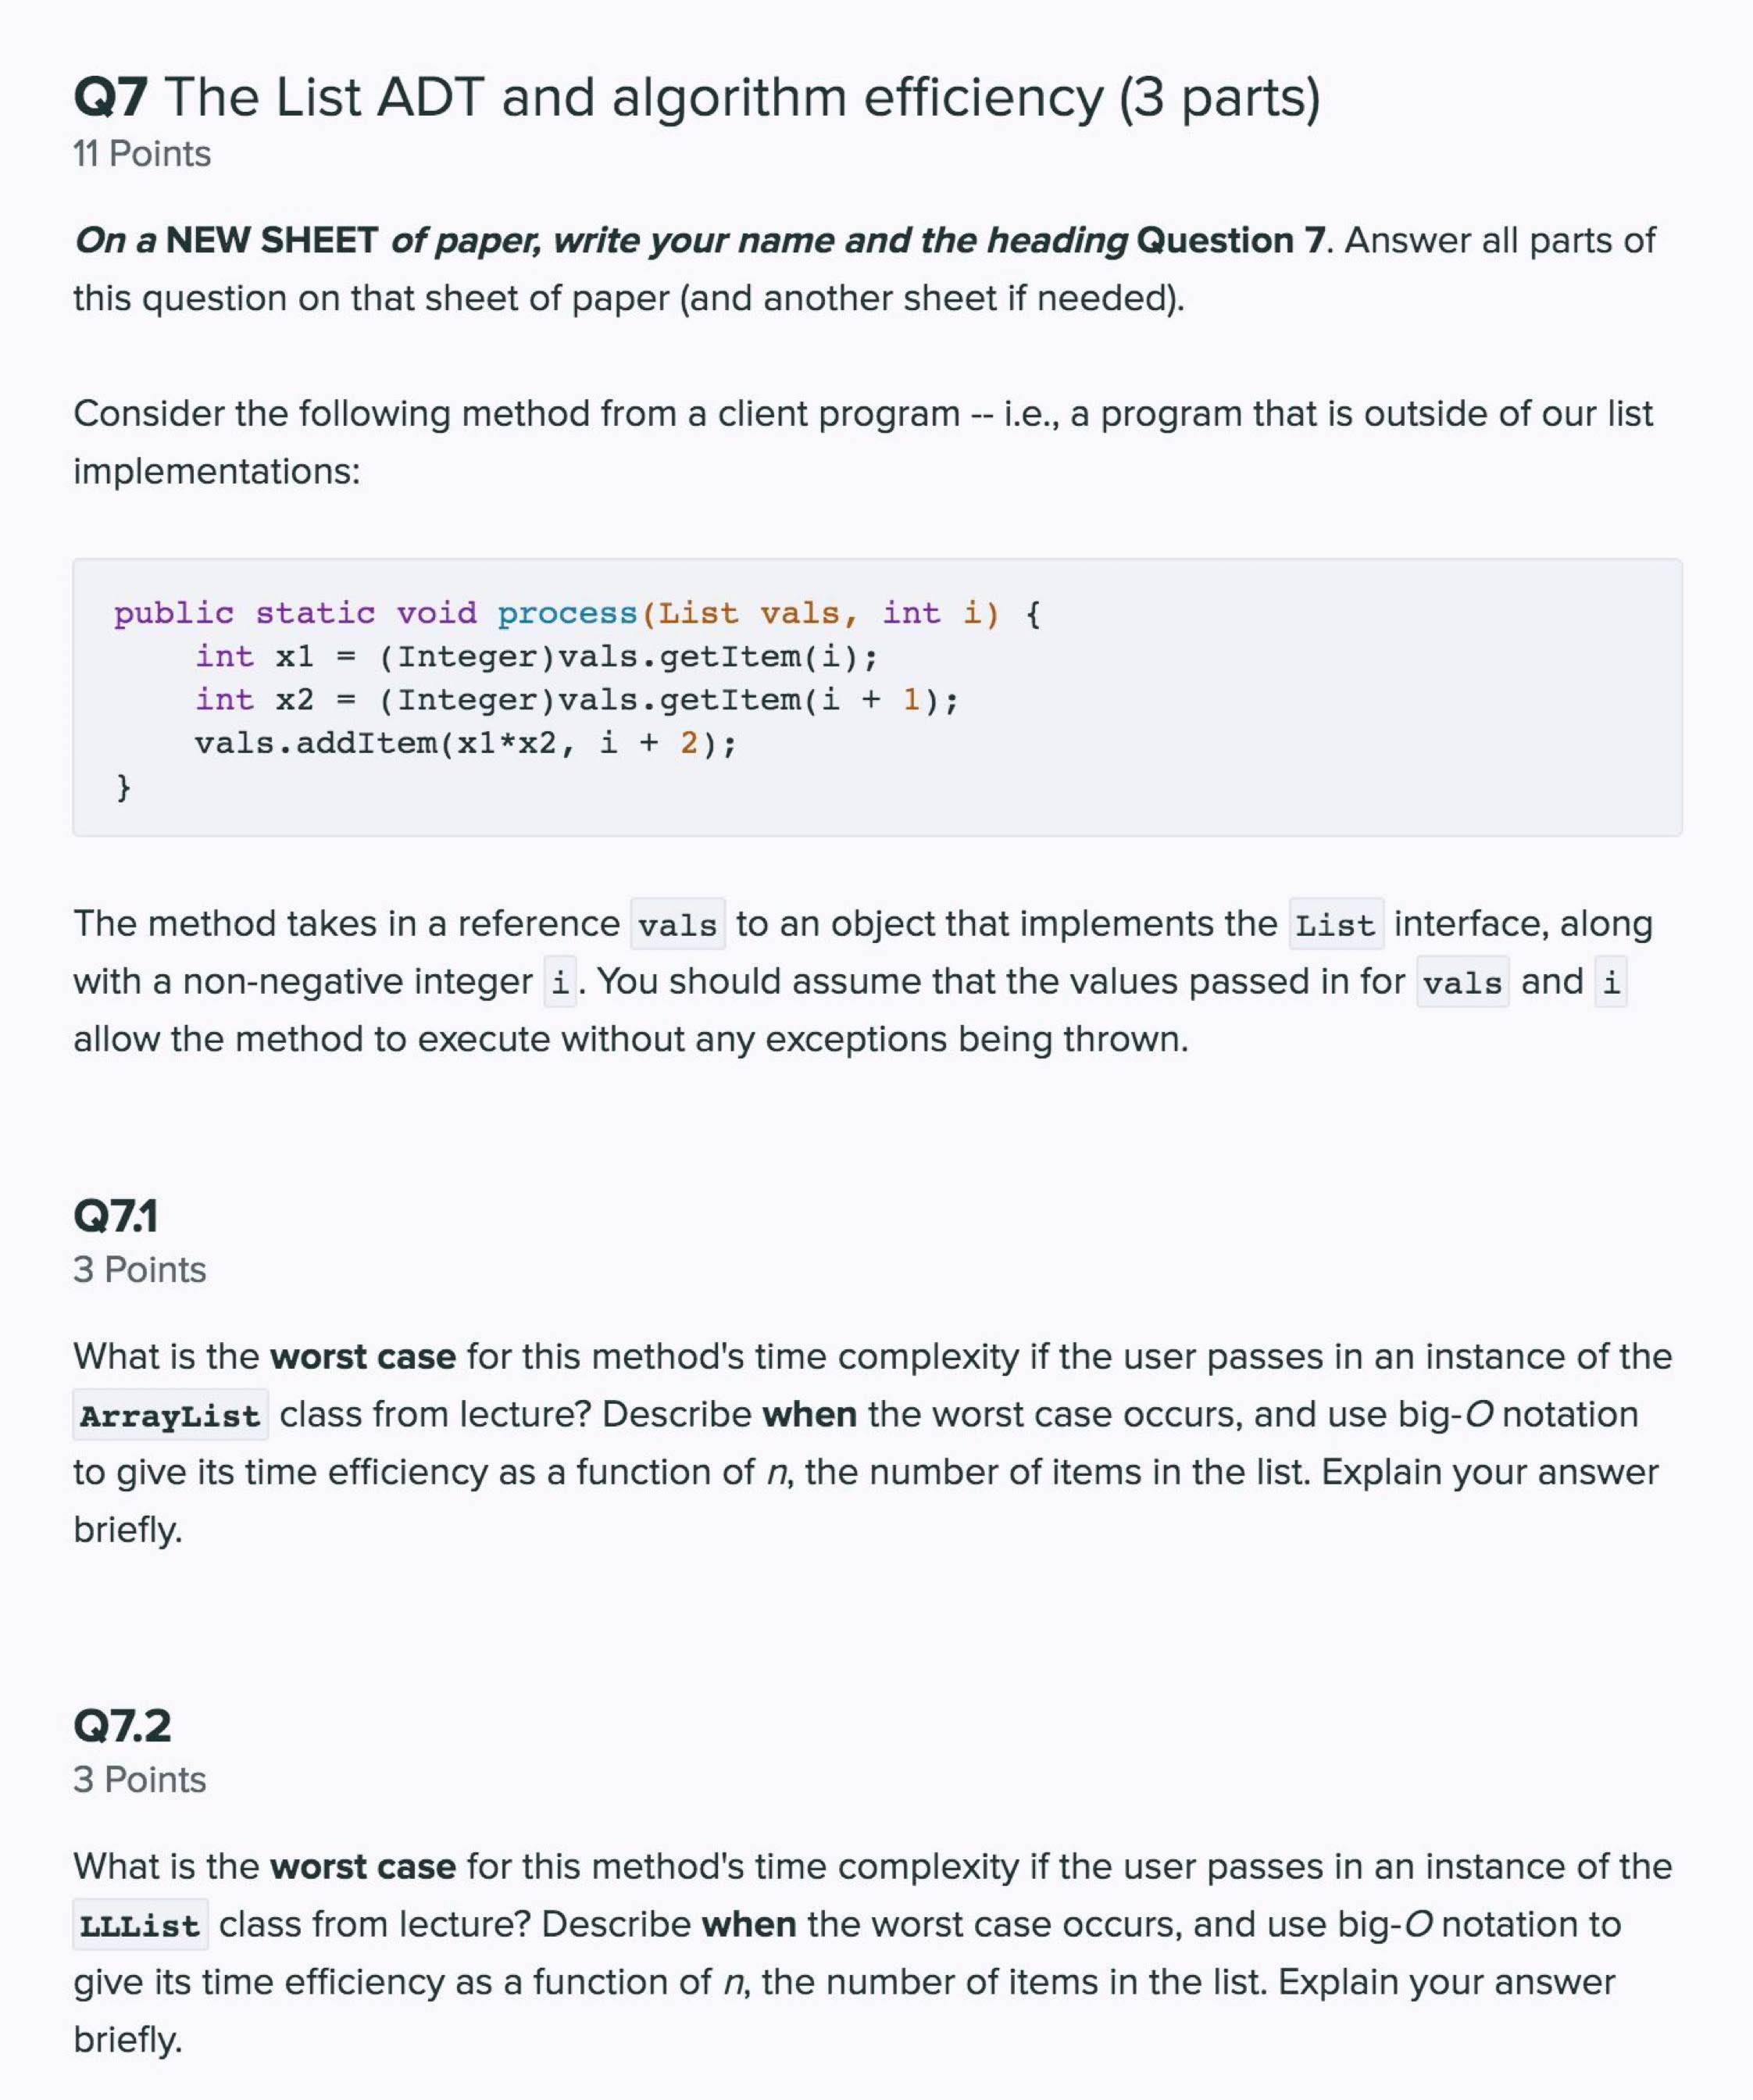 Q7 The List ADT and algorithm efficiency (3 parts)
11 Points
On a NEW SHEET of paper, write your name and the heading Question 7. Answer all parts of
this question on that sheet of paper (and another sheet if needed).
Consider the following method from a client program -- i.e., a program that is outside of our list
implementations:
public static void process(List vals, int i) {
    int x1 = (Integer)vals.getItem(i);
    int x2 = (Integer)vals.getItem(i + 1);
    vals.addItem(x1*x2, i + 2);
}
The method takes in a reference vals to an object that implements the List interface, along
with a non-negative integer i. You should assume that the values passed in for vals and i
allow the method to execute without any exceptions being thrown.
Q7.1
3 Points
What is the worst case for this method's time complexity if the user passes in an instance of the
ArrayList class from lecture? Describe when the worst case occurs, and use big-O notation
to give its time efficiency as a function of n, the number of items in the list. Explain your answer
briefly.
Q7.2
3 Points
What is the worst case for this method's time complexity if the user passes in an instance of the
LLList class from lecture? Describe when the worst case occurs, and use big-O notation to
give its time efficiency as a function of n, the number of items in the list. Explain your answer
briefly.